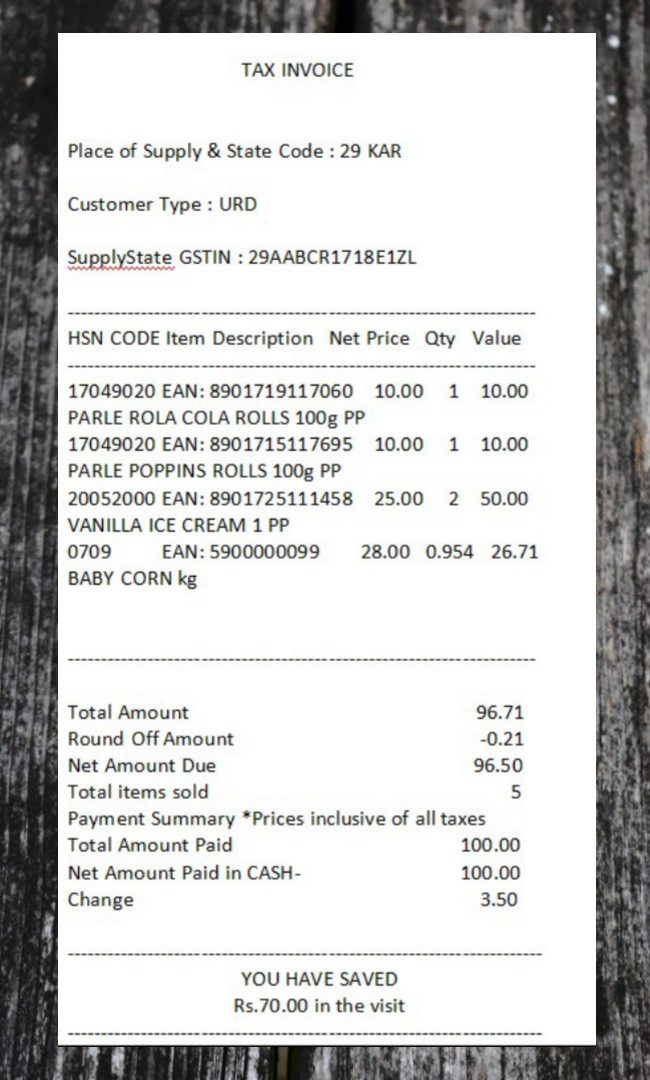 TAX INVOICE
Place of Supply & State Code : 29 KAR
Customer Type : URD
SupplyState GSTIN : 29AABCR1718E1ZL
--------------------------------------------------------------------
HSN CODE Item Description Net Price Qty Value
--------------------------------------------------------------------
17049020 EAN: 8901719117060 10.00 1 10.00
PARLE ROLA COLA ROLLS 100g PP
17049020 EAN: 8901715117695 10.00 1 10.00
PARLE POPPINS ROLLS 100g PP
20052000 EAN: 8901725111458 25.00 2 50.00
VANILLA ICE CREAM 1 PP
0709 EAN: 5900000099 28.00 0.954 26.71
BABY CORN kg
--------------------------------------------------------------------
Total Amount 96.71
Round Off Amount -0.21
Net Amount Due 96.50
Total items sold 5
Payment Summary *Prices inclusive of all taxes
Total Amount Paid 100.00
Net Amount Paid in CASH- 100.00
Change 3.50
---------------------------------------------------------------------
YOU HAVE SAVED
Rs.70.00 in the visit
---------------------------------------------------------------------